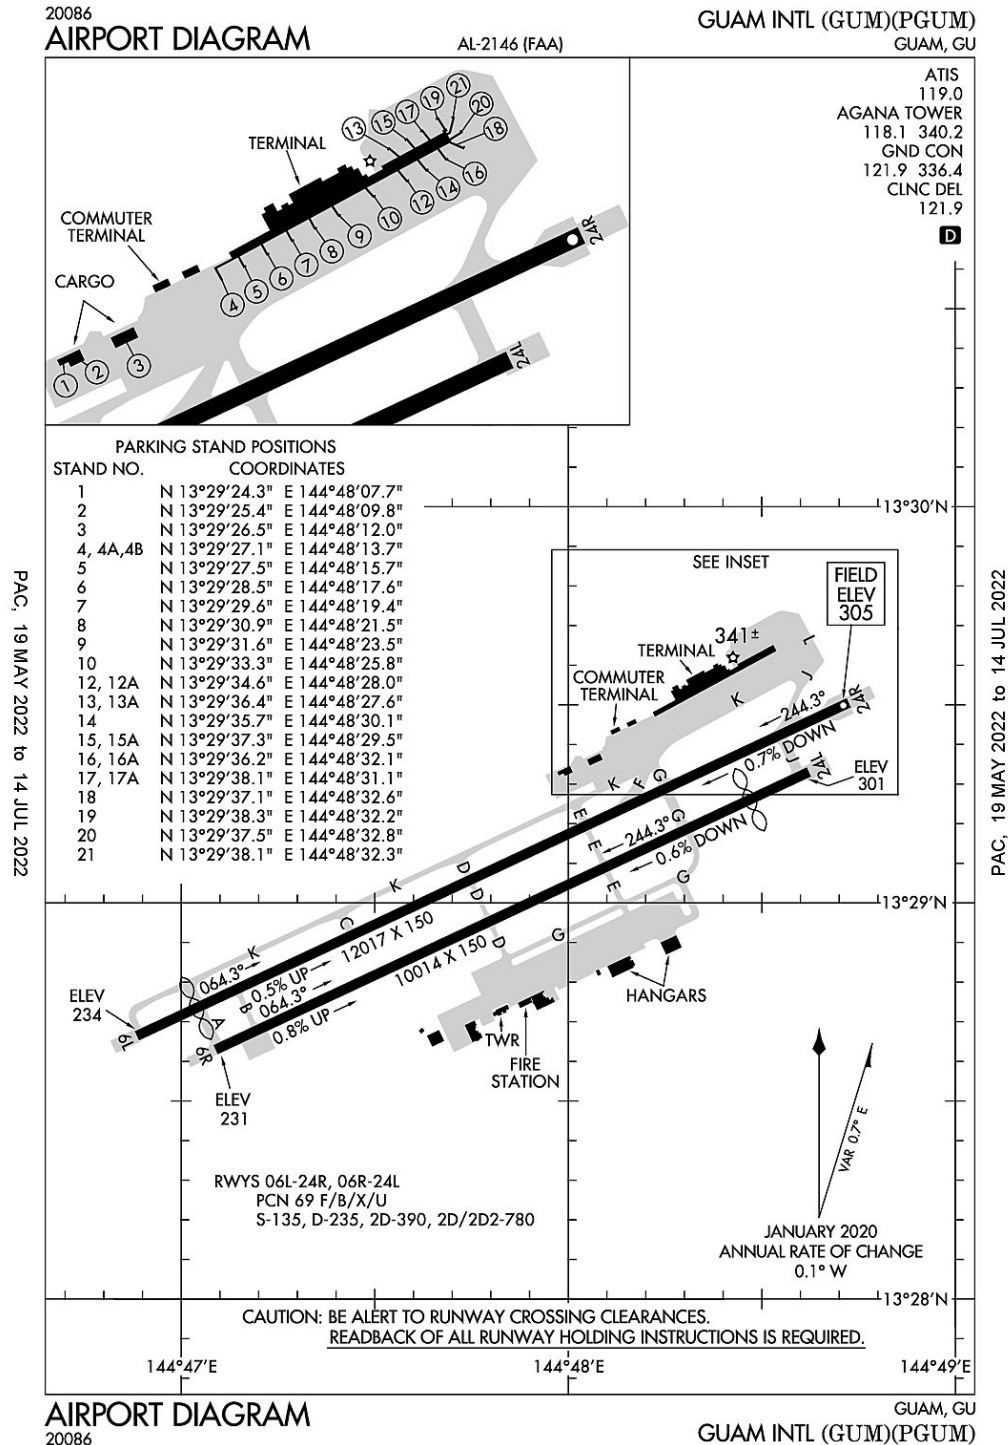 20086
AIRPORT DIAGRAM
AL-2146 (FAA)
GUAM INTL (GUM)(PGUM)
GUAM, GU
ATIS
119.0
AGANA TOWER
118.1 340.2
GND CON
121.9 336.4
CLNC DEL
121.9
D
TERMINAL
COMMUTER
TERMINAL
CARGO
1
2
3
4
5
6
7
8
9
10
12
14
16
18
13
15
17
19
21
20
24R
24L
PARKING STAND POSITIONS
STAND NO. COORDINATES
1 N 13°29'24.3" E 144°48'07.7"
2 N 13°29'25.4" E 144°48'09.8"
3 N 13°29'26.5" E 144°48'12.0"
4, 4A,4B N 13°29'27.1" E 144°48'13.7"
5 N 13°29'27.5" E 144°48'15.7"
6 N 13°29'28.5" E 144°48'17.6"
7 N 13°29'29.6" E 144°48'19.4"
8 N 13°29'30.9" E 144°48'21.5"
9 N 13°29'31.6" E 144°48'23.5"
10 N 13°29'33.3" E 144°48'25.8"
12, 12A N 13°29'34.6" E 144°48'28.0"
13, 13A N 13°29'36.4" E 144°48'27.6"
14 N 13°29'35.7" E 144°48'30.1"
15, 15A N 13°29'37.3" E 144°48'29.5"
16, 16A N 13°29'36.2" E 144°48'32.1"
17, 17A N 13°29'38.1" E 144°48'31.1"
18 N 13°29'37.1" E 144°48'32.6"
19 N 13°29'38.3" E 144°48'32.2"
20 N 13°29'37.5" E 144°48'32.8"
21 N 13°29'38.1" E 144°48'32.3"
13°30'N
SEE INSET
FIELD
ELEV
305
341±
TERMINAL
COMMUTER
TERMINAL
L
J
K
244.3°
24R
0.7% DOWN
J
24L
ELEV
301
K
F
G
E
E
244.3°
G
0.6% DOWN
E
G
K
D
D
D
G
C
K
13°29'N
12017 X 150
10014 X 150
064.3°
0.5% UP
064.3°
0.8% UP
A
B
6L
6R
ELEV
234
ELEV
231
HANGARS
TWR
FIRE
STATION
VAR 0.7° E
JANUARY 2020
ANNUAL RATE OF CHANGE
0.1° W
RWYS 06L-24R, 06R-24L
PCN 69 F/B/X/U
S-135, D-235, 2D-390, 2D/2D2-780
13°28'N
CAUTION: BE ALERT TO RUNWAY CROSSING CLEARANCES.
READBACK OF ALL RUNWAY HOLDING INSTRUCTIONS IS REQUIRED.
144°47'E
144°48'E
144°49'E
PAC, 19 MAY 2022 to 14 JUL 2022
PAC, 19 MAY 2022 to 14 JUL 2022
AIRPORT DIAGRAM
20086
GUAM, GU
GUAM INTL (GUM)(PGUM)